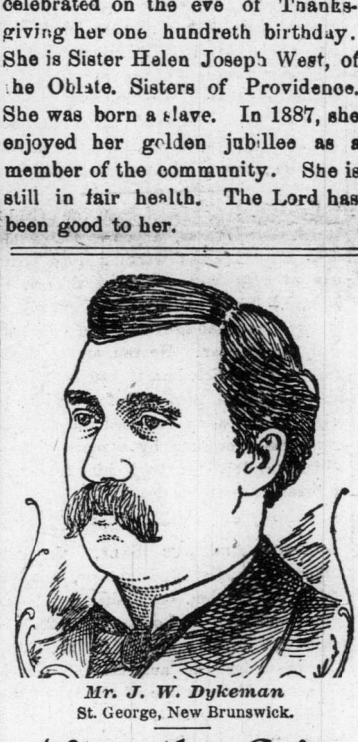 celebrated on the eve of Thanks-
giving her one hundreth birthday.
She is Sister Helen Joseph West, of
the Oblate. Sisters of Providence.
She was born a slave. In 1887, she
enjoyed her golden jubilee as a
member of the community. She is
still in fair health. The Lord has
been good to her.
Mr. J. W. Dykeman
St. George, New Brunswick.